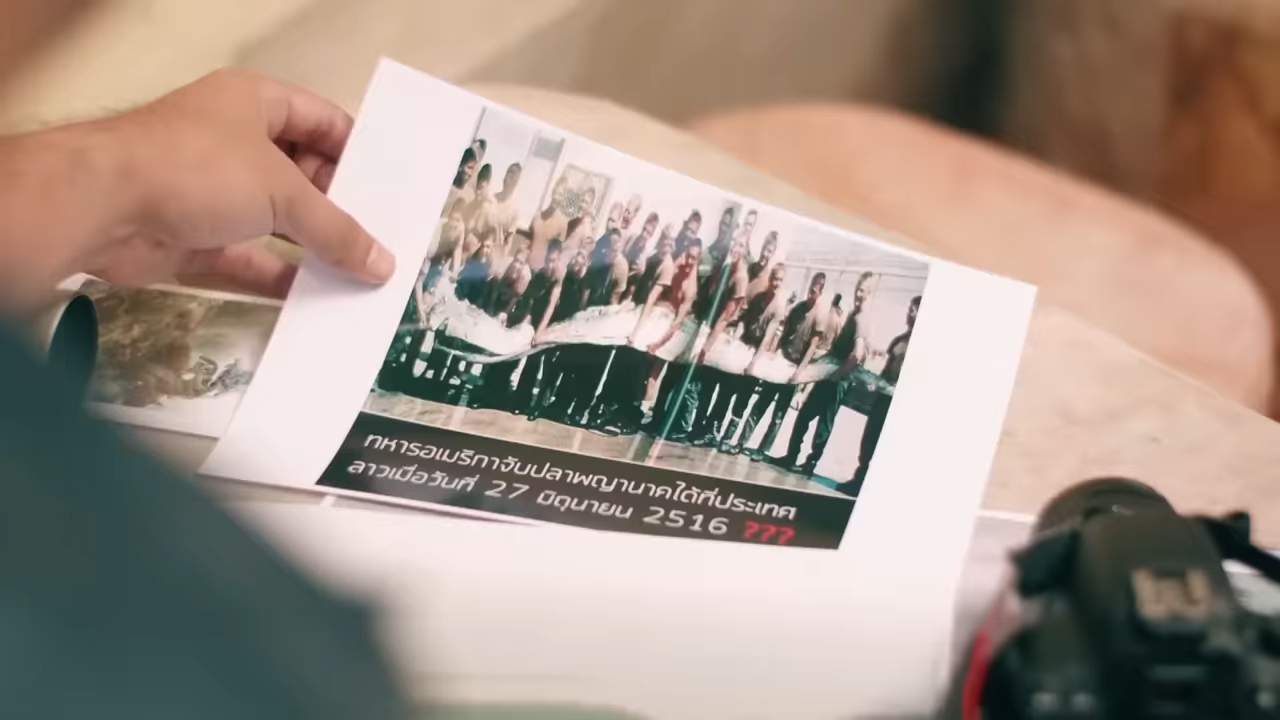 ทหารอเมริกาจับปลาพญานาคได้ที่ประเทศ
ลาวเมื่อวันที่ 27 มิถุนายน 2516 ???